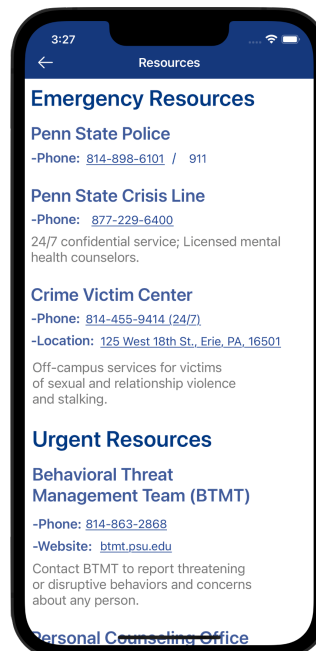 3:27
Resources
Emergency Resources
Penn State Police
-Phone: 814-898-6101 / 911
Penn State Crisis Line
-Phone: 877-229-6400
24/7 confidential service; Licensed mental
health counselors.
Crime Victim Center
-Phone: 814-455-9414 (24/7)
-Location: 125 West 18th St., Erie, PA, 16501
Off-campus services for victims
of sexual and relationship violence
and stalking.
Urgent Resources
Behavioral Threat
Management Team (BTMT)
-Phone: 814-863-2868
-Website: btmt.psu.edu
Contact BTMT to report threatening
or disruptive behaviors and concerns
about any person.
Personal Counseling Office